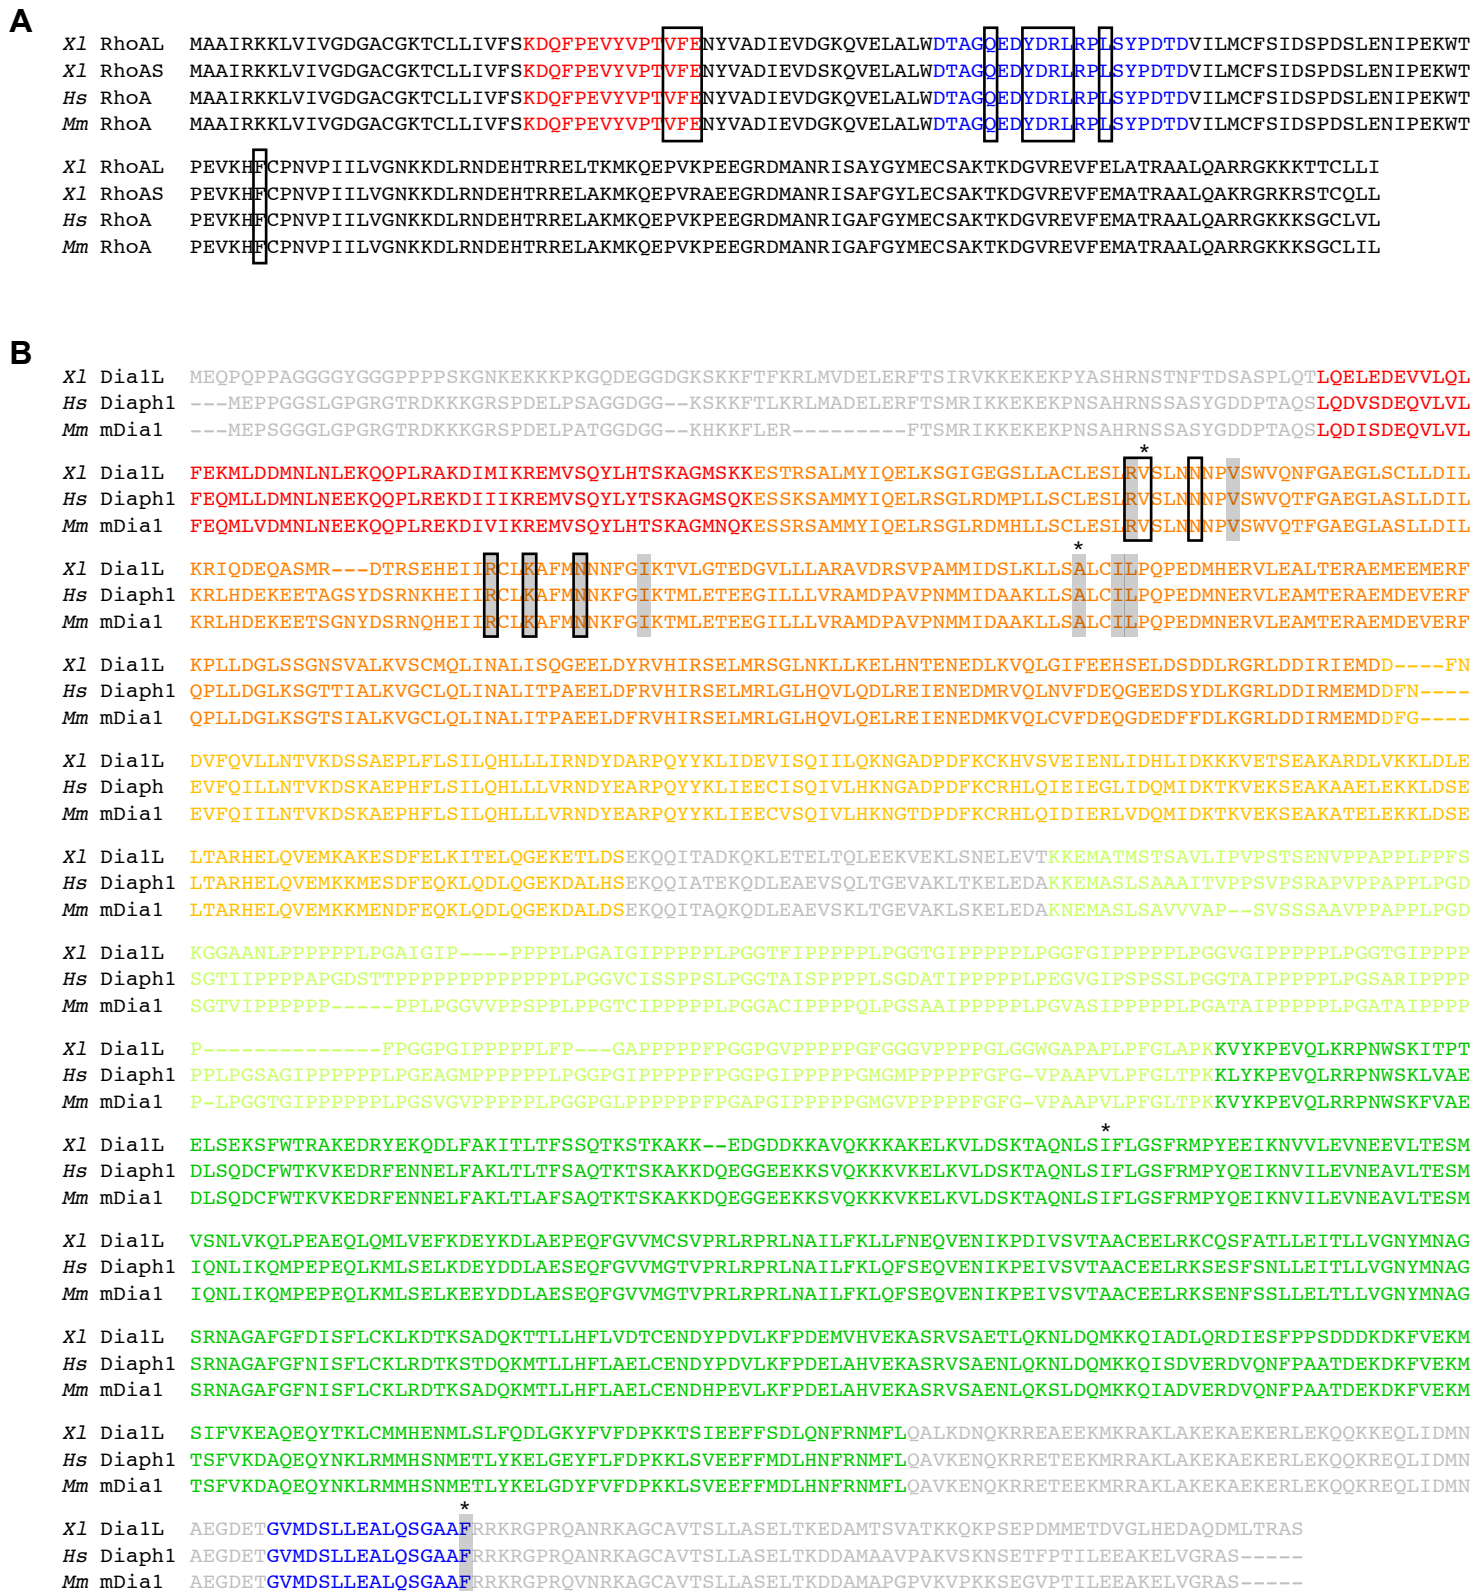 A
Xl RhoAL MAAIRKKLVIVGDGACGKTCLLIVFSKDQFPEVYVPTVFENYVADIEVDGKQVELALWDTAGQEDYDRLRPLSYPDTDVILMCFSIDSPDSLENIPEKWT
Xl RhoAS MAAIRKKLVIVGDGACGKTCLLIVFSKDQFPEVYVPTVFENYVADIEVDSKQVELALWDTAGQEDYDRLRPLSYPDTDVILMCFSIDSPDSLENIPEKWT
Hs RhoA MAAIRKKLVIVGDGACGKTCLLIVFSKDQFPEVYVPTVFENYVADIEVDGKQVELALWDTAGQEDYDRLRPLSYPDTDVILMCFSIDSPDSLENIPEKWT
Mm RhoA MAAIRKKLVIVGDGACGKTCLLIVFSKDQFPEVYVPTVFENYVADIEVDGKQVELALWDTAGQEDYDRLRPLSYPDTDVILMCFSIDSPDSLENIPEKWT
Xl RhoAL PEVKHFCPNVPIILVGNKKDLRNDEHTRRELTKMKQEPVKPEEGRDMANRISAYGYMECSAKTKDGVREVFELATRAALQARRGKKKTTCLLI
Xl RhoAS PEVKHFCPNVPIILVGNKKDLRNDEHTRRELAKMKQEPVRAEEGRDMANRISAFGYLECSAKTKDGVREVFEMATRAALQAKRGRKRSTCQLL
Hs RhoA PEVKHFCPNVPIILVGNKKDLRNDEHTRRELAKMKQEPVKPEEGRDMANRIGAFGYMECSAKTKDGVREVFEMATRAALQARRGKKKSGCLVL
Mm RhoA PEVKHFCPNVPIILVGNKKDLRNDEHTRRELAKMKQEPVKPEEGRDMANRIGAFGYMECSAKTKDGVREVFEMATRAALQARRGKKKSGCLIL
B
Xl Dia1L MEQPQPPAGGGGYGGGPPPPSKGNKEKKKPKGQDEGGDGKSKKFTFKRLMVDELERFTSIRVKKEKEKPYASHRNSTNFTDSASPLQTLQELEDEVVLQL
Hs Diaph1 ---MEPPGGSLGPGRGTRDKKKGRSPDELPSAGGDGG--KSKKFTLKRLMADELERFTSMRIKKEKEKPNSAHRNSSASYGDDPTAQSLQDVSDEQVLVL
Mm mDia1 ---MEPSGGGLGPGRGTRDKKKGRSPDELPATGGDGG--KHKKFLER---------FTSMRIKKEKEKPNSAHRNSSASYGDDPTAQSLQDISDEQVLVL
*
Xl Dia1L FEKMLDDMNLNLEKQQPLRAKDIMIKREMVSQYLHTSKAGMSKKESTRSALMYIQELKSGIGEGSLLACLESLRVSLNNNPVSWVQNFGAEGLSCLLDIL
Hs Diaph1 FEQMLLDMNLNEEKQQPLREKDIIIKREMVSQYLYTSKAGMSQKESSKSAMMYIQELRSGLRDMPLLSCLESLRVSLNNNPVSWVQTFGAEGLASLLDIL
Mm mDia1 FEQMLVDMNLNEEKQQPLREKDIVIKREMVSQYLHTSKAGMNQKESSRSAMMYIQELRSGLRDMHLLSCLESLRVSLNNNPVSWVQTFGAEGLASLLDIL
*
Xl Dia1L KRIQDEQASMR---DTRSEHEIIRCLKAFMNNNFGIKTVLGTEDGVLLLARAVDRSVPAMMIDSLKLLSALCILPQPEDMHERVLEALTERAEMEEMERF
Hs Diaph1 KRLHDEKEETAGSYDSRNKHEIIRCLKAFMNNKFGIKTMLETEEGILLLVRAMDPAVPNMMIDAAKLLSALCILPQPEDMNERVLEAMTERAEMDEVERF
Mm mDia1 KRLHDEKEETSGNYDSRNQHEIIRCLKAFMNNKFGIKTMLETEEGILLLVRAMDPAVPNMMIDAAKLLSALCILPQPEDMNERVLEAMTERAEMDEVERF
Xl Dia1L KPLLDGLSSGNSVALKVSCMQLINALISQGEELDYRVHIRSELMRSGLNKLLKELHNTENEDLKVQLGIFEEHSELDSDDLRGRLDDIRIEMDD----FN
Hs Diaph1 QPLLDGLKSGTTIALKVGCLQLINALITPAEELDFRVHIRSELMRLGLHQVLQDLREIENEDMRVQLNVFDEQGEEDSYDLKGRLDDIRMEMDDFN----
Mm mDia1 QPLLDGLKSGTSIALKVGCLQLINALITPAEELDFRVHIRSELMRLGLHQVLQELREIENEDMKVQLCVFDEQGDEDFFDLKGRLDDIRMEMDDFG----
Xl Dia1L DVFQVLLNTVKDSSAEPLFLSILQHLLLIRNDYDARPQYYKLIDEVISQIILQKNGADPDFKCKHVSVEIENLIDHLIDKKKVETSEAKARDLVKKLDLE
Hs Diaph EVFQILLNTVKDSKAEPHFLSILQHLLLVRNDYEARPQYYKLIEECISQIVLHKNGADPDFKCRHLQIEIEGLIDQMIDKTKVEKSEAKAAELEKKLDSE
Mm mDia1 EVFQIILNTVKDSKAEPHFLSILQHLLLVRNDYEARPQYYKLIEECVSQIVLHKNGTDPDFKCRHLQIDIERLVDQMIDKTKVEKSEAKATELEKKLDSE
Xl Dia1L LTARHELQVEMKAKESDFELKITELQGEKETLDSEKQQITADKQKLETELTQLEEKVEKLSNELEVTKKEMATMSTSAVLIPVPSTSENVPPAPPLPPFS
Hs Diaph1 LTARHELQVEMKKMESDFEQKLQDLQGEKDALHSEKQQIATEKQDLEAEVSQLTGEVAKLTKELEDAKKEMASLSAAAITVPPSVPSRAPVPPAPPLPGD
Mm mDia1 LTARHELQVEMKKMENDFEQKLQDLQGEKDALDSEKQQITAQKQDLEAEVSKLTGEVAKLSKELEDAKNEMASLSAVVVAP--SVSSSAAVPPAPPLPGD
Xl Dia1L KGGAANLPPPPPPLPGAIGIP----PPPPLPGAIGIPPPPPLPGGTFIPPPPPLPGGTGIPPPPPLPGGFGIPPPPPLPGGVGIPPPPPLPGGTGIPPPP
Hs Diaph1 SGTIIPPPPAPGDSTTPPPPPPPPPPPPPLPGGVCISSPPSLPGGTAISPPPPLSGDATIPPPPPLPEGVGIPSPSSLPGGTAIPPPPPLPGSARIPPPP
Mm mDia1 SGTVIPPPPPP-----PPLPGGVVPPSPPLPPGTCIPPPPPLPGGACIPPPPQLPGSAAIPPPPPLPGVASIPPPPPLPGATAIPPPPPLPGATAIPPPP
Xl Dia1L P--------------FPGGPGIPPPPPLFP---GAPPPPPFPGGPGVPPPPPGFGGGVPPPPGLGGWGAPAPLPFGLAPKKVYKPEVQLKRPNWSKITPT
Hs Diaph1 PPLPGSAGIPPPPPPLPGEAGMPPPPPPLPGGPGIPPPPPFPGGPGIPPPPPGMGMPPPPPFGFG-VPAAPVLPFGLTPKKLYKPEVQLRRPNWSKLVAE
Mm mDia1 P-LPGGTGIPPPPPPLPGSVGVPPPPPLPGGPGLPPPPPPFPGAPGIPPPPPGMGVPPPPPFGFG-VPAAPVLPFGLTPKKVYKPEVQLRRPNWSKFVAE
*
Xl Dia1L ELSEKSFWTRAKEDRYEKQDLFAKITLTFSSQTKSTKAKK--EDGDDKKAVQKKKAKELKVLDSKTAQNLSIFLGSFRMPYEEIKNVVLEVNEEVLTESM
Hs Diaph1 DLSQDCFWTKVKEDRFENNELFAKLTLTFSAQTKTSKAKKDQEGGEEKKSVQKKKVKELKVLDSKTAQNLSIFLGSFRMPYQEIKNVILEVNEAVLTESM
Mm mDia1 DLSQDCFWTKVKEDRFENNELFAKLTLAFSAQTKTSKAKKDQEGGEEKKSVQKKKVKELKVLDSKTAQNLSIFLGSFRMPYQEIKNVILEVNEAVLTESM
Xl Dia1L VSNLVKQLPEAEQLQMLVEFKDEYKDLAEPEQFGVVMCSVPRLRPRLNAILFKLLFNEQVENIKPDIVSVTAACEELRKCQSFATLLEITLLVGNYMNAG
Hs Diaph1 IQNLIKQMPEPEQLKMLSELKDEYDDLAESEQFGVVMGTVPRLRPRLNAILFKLQFSEQVENIKPEIVSVTAACEELRKSESFSNLLEITLLVGNYMNAG
Mm mDia1 IQNLIKQMPEPEQLKMLSELKEEYDDLAESEQFGVVMGTVPRLRPRLNAILFKLQFSEQVENIKPEIVSVTAACEELRKSENFSSLLELTLLVGNYMNAG
Xl Dia1L SRNAGAFGFDISFLCKLKDTKSADQKTTLLHFLVDTCENDYPDVLKFPDEMVHVEKASRVSAETLQKNLDQMKKQIADLQRDIESFPPSDDDKDKFVEKM
Hs Diaph1 SRNAGAFGFNISFLCKLRDTKSTDQKMTLLHFLAELCENDYPDVLKFPDELAHVEKASRVSAENLQKNLDQMKKQISDVERDVQNFPAATDEKDKFVEKM
Mm mDia1 SRNAGAFGFNISFLCKLRDTKSADQKMTLLHFLAELCENDHPEVLKFPDELAHVEKASRVSAENLQKSLDQMKKQIADVERDVQNFPAATDEKDKFVEKM
Xl Dia1L SIFVKEAQEQYTKLCMMHENMLSLFQDLGKYFVFDPKKTSIEEFFSDLQNFRNMFLQALKDNQKRREAEEKMKRAKLAKEKAEKERLEKQQKKEQLIDMN
Hs Diaph1 TSFVKDAQEQYNKLRMMHSNMETLYKELGEYFLFDPKKLSVEEFFMDLHNFRNMFLQAVKENQKRRETEEKMRRAKLAKEKAEKERLEKQQKREQLIDMN
Mm mDia1 TSFVKDAQEQYNKLRMMHSNMETLYKELGDYFVFDPKKLSVEEFFMDLHNFRNMFLQAVKENQKRRETEEKMRRAKLAKEKAEKERLEKQQKREQLIDMN
*
Xl Dia1L AEGDETGVMDSLLEALQSGAAFRRKRGPRQANRKAGCAVTSLLASELTKEDAMTSVATKKQKPSEPDMMETDVGLHEDAQDMLTRAS
Hs Diaph1 AEGDETGVMDSLLEALQSGAAFRRKRGPRQANRKAGCAVTSLLASELTKDDAMAAVPAKVSKNSETFPTILEEAKELVGRAS-----
Mm mDia1 AEGDETGVMDSLLEALQSGAAFRRKRGPRQVNRKAGCAVTSLLASELTKDDAMAPGPVKVPKKSEGVPTILEEAKELVGRAS-----